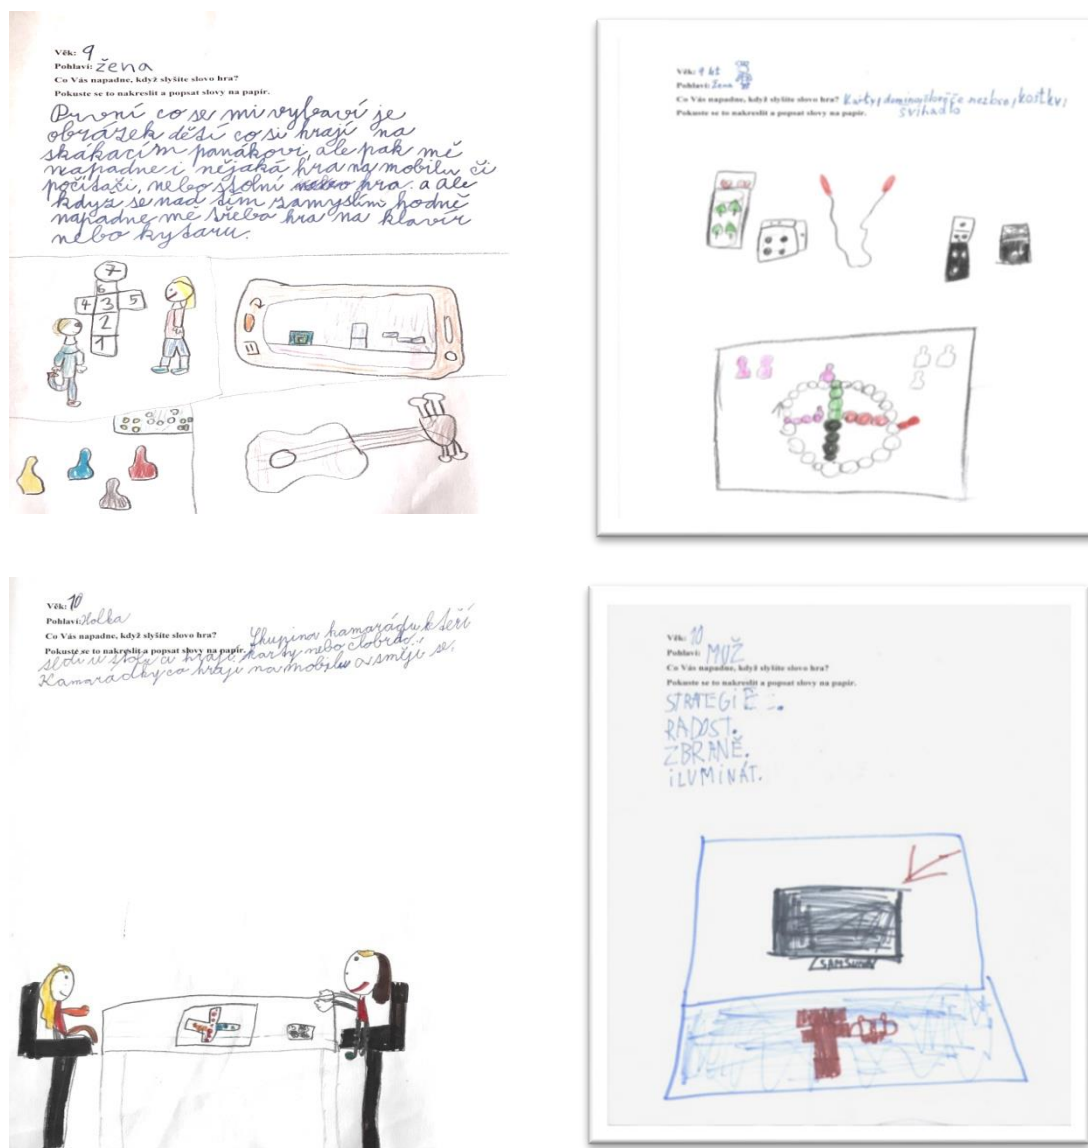 Věk: 9
Pohlaví: žena
Co Vás napadne, když slyšíte slovo hra?
Pokuste se to nakreslit a popsat slovy na papír.
První co se mi vybaví je
obrázek dětí co si hrají na
skákacím panákovi, ale pak mě
napadne i nějaká hra na mobilu či
počítači, nebo stolní hra. a ale
když se nad tím zamyslím hodně
napadne mě třeba hra na klavír
nebo kytaru.
7
6
4 3 5
2
1
Věk: 9 let
Pohlaví: Žena
Co Vás napadne, když slyšíte slovo hra? Karty, domino, člověče nezlob, kostky,
Pokuste se to nakreslit a popsat slovy na papír. švihadlo
Věk: 10
Pohlaví: Holka
Co Vás napadne, když slyšíte slovo hra? Skupina kamarádu kteří
Pokuste se to nakreslit a popsat slovy na papír.
sedí u stolu a hrají karty nebo člobrdo.
Kamarádky co hrají na mobilu a smějí se.
Věk: 10
Pohlaví: MUŽ
Co Vás napadne, když slyšíte slovo hra?
Pokuste se to nakreslit a popsat slovy na papír.
STRATEGIE.
RADOST.
ZBRANĚ.
iLUMINÁT.
SAMSUNG